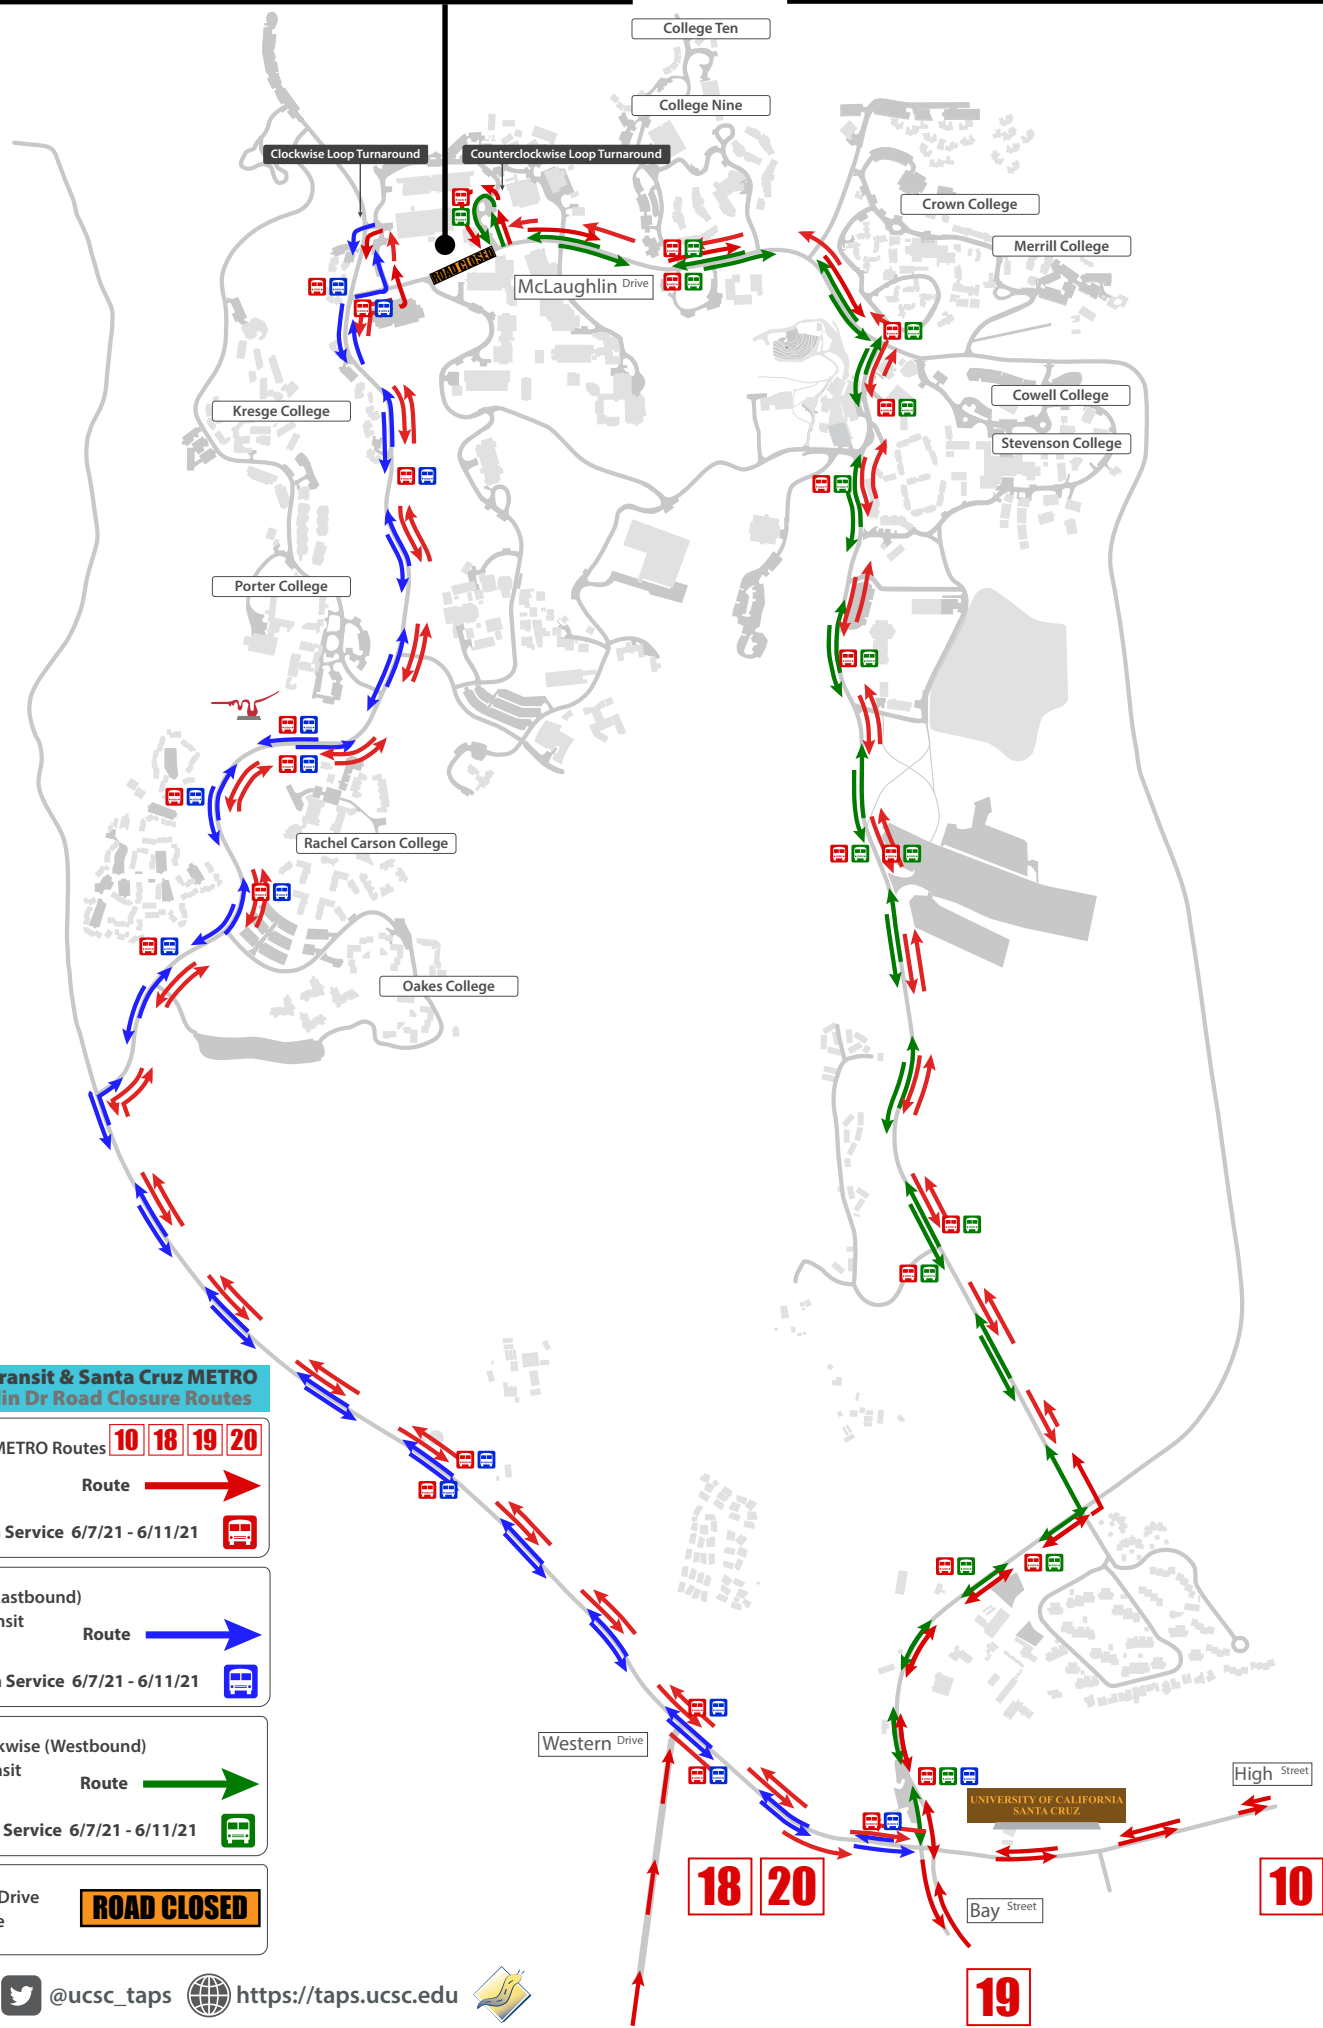 College Ten
College Nine
Clockwise Loop Turnaround
Counterclockwise Loop Turnaround
Crown College
Merrill College
ROAD CLOSED
McLaughlin Drive
Kresge College
Cowell College
Stevenson College
Porter College
Rachel Carson College
Oakes College
ransit & Santa Cruz METRO
lin Dr Road Closure Routes
METRO Routes 10 18 19 20
Route
Service 6/7/21 - 6/11/21
astbound)
nsit
Route
Service 6/7/21 - 6/11/21
kwise (Westbound)
nsit
Route
Service 6/7/21 - 6/11/21
Drive
e
ROAD CLOSED
Western Drive
High Street
UNIVERSITY OF CALIFORNIA
SANTA CRUZ
18
20
10
Bay Street
19
@ucsc_taps
https://taps.ucsc.edu